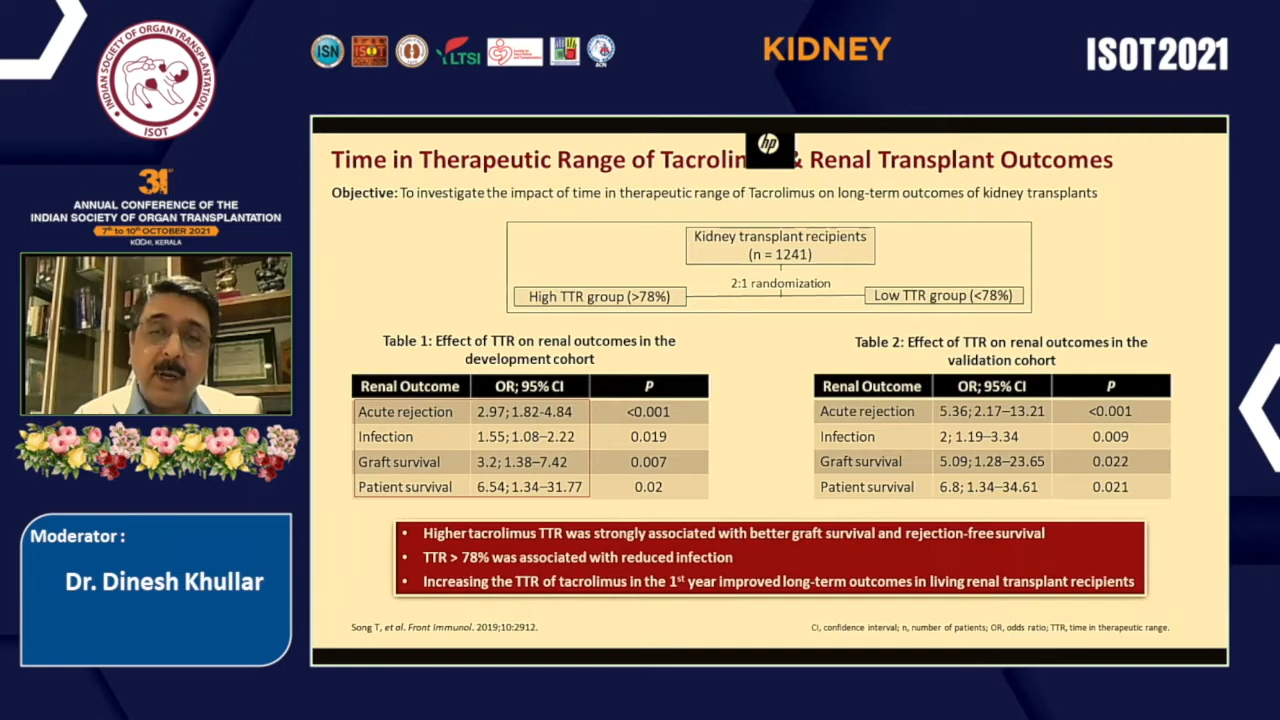 INDIAN SOCIETY OF ORGAN TRANSPLANTATION
ISOT
ISN
ISOT
LTSI
ACN
KIDNEY
ISOT2021
31st
ANNUAL CONFERENCE OF THE
INDIAN SOCIETY OF ORGAN TRANSPLANTATION
7th to 10th OCTOBER 2021
KOCHI, KERALA
Moderator :
Dr. Dinesh Khullar
hp
Time in Therapeutic Range of & Renal Transplant Outcomes
Objective: To investigate the impact of time in therapeutic range of Tacrolimus on long-term outcomes of kidney transplants
Kidney transplant recipients
(n = 1241)
2:1 randomization
High TTR group (>78%)
Low TTR group (<78%)
Table 1: Effect of TTR on renal outcomes in the
development cohort
Renal Outcome OR; 95% CI P
Acute rejection 2.97; 1.82-4.84 <0.001
Infection 1.55; 1.08–2.22 0.019
Graft survival 3.2; 1.38–7.42 0.007
Patient survival 6.54; 1.34–31.77 0.02
Table 2: Effect of TTR on renal outcomes in the
validation cohort
Renal Outcome OR; 95% CI P
Acute rejection 5.36; 2.17–13.21 <0.001
Infection 2; 1.19–3.34 0.009
Graft survival 5.09; 1.28–23.65 0.022
Patient survival 6.8; 1.34–34.61 0.021
• Higher tacrolimus TTR was strongly associated with better graft survival and rejection-free survival
• TTR > 78% was associated with reduced infection
• Increasing the TTR of tacrolimus in the 1st year improved long-term outcomes in living renal transplant recipients
Song T, et al. Front Immunol. 2019;10:2912.
CI, confidence interval; n, number of patients; OR, odds ratio; TTR, time in therapeutic range.